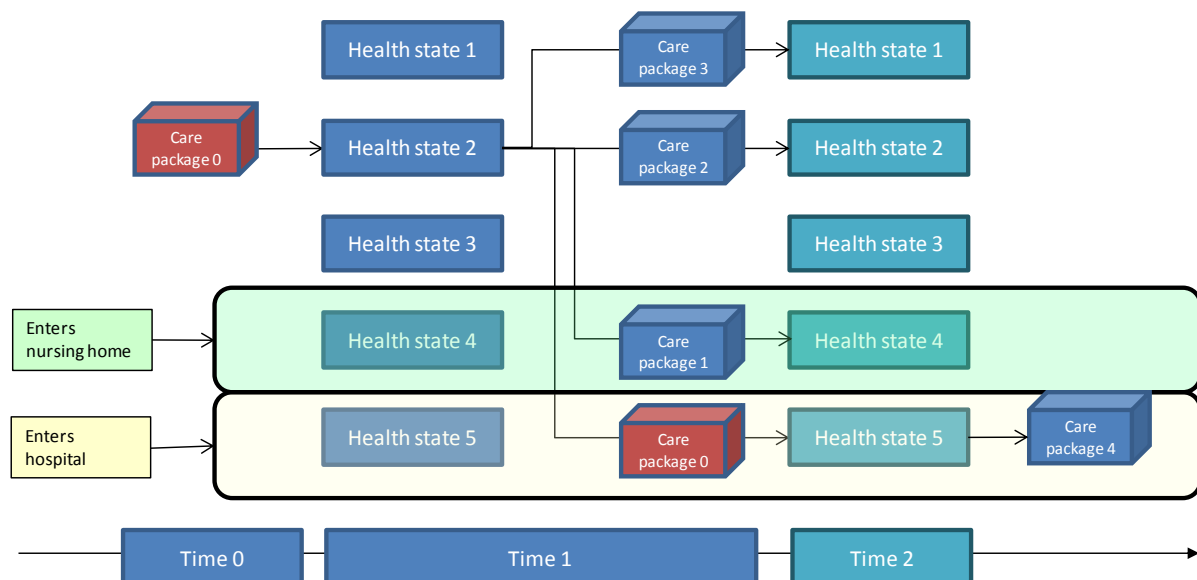 Health state 1
Care
package 3
Health state 1
Care
package 0
Health state 2
Care
package 2
Health state 2
Health state 3
Health state 3
Enters
nursing home
Health state 4
Care
package 1
Health state 4
Enters
hospital
Health state 5
Care
package 0
Health state 5
Care
package 4
Time 0
Time 1
Time 2